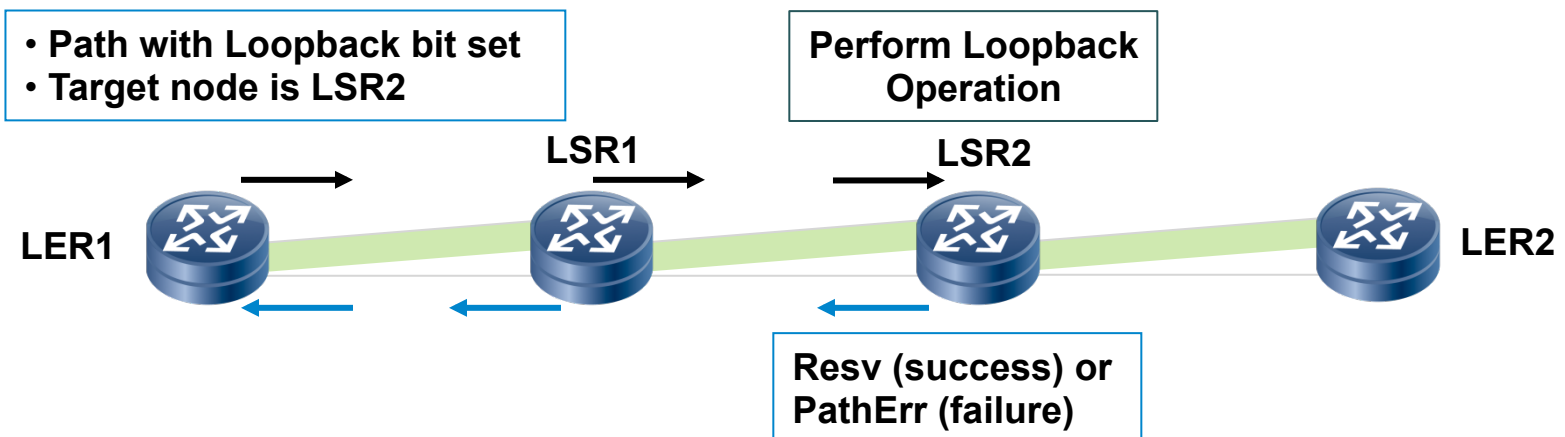 • Path with Loopback bit set
• Target node is LSR2
Perform Loopback
Operation
LSR1
LSR2
LER1
LER2
Resv (success) or
PathErr (failure)